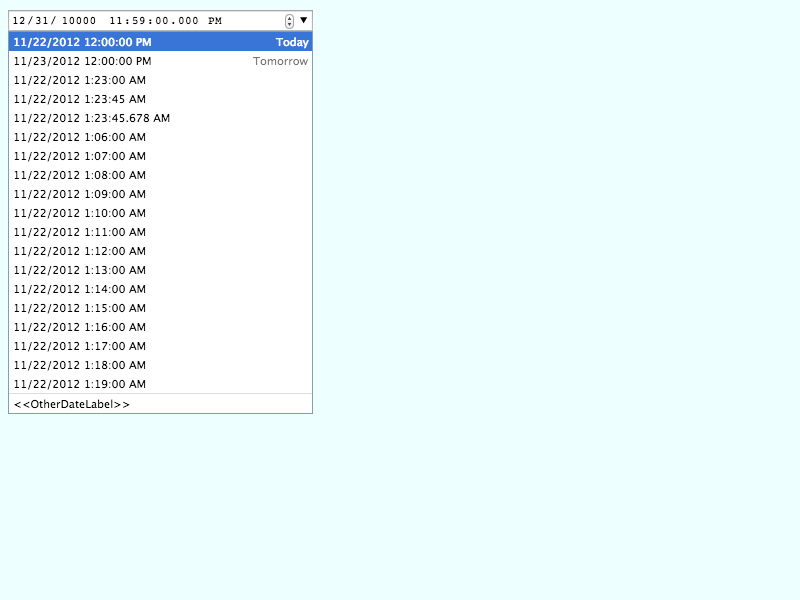 12/31/ 10000 11:59:00.000 PM
11/22/2012 12:00:00 PM Today
11/23/2012 12:00:00 PM Tomorrow
11/22/2012 1:23:00 AM
11/22/2012 1:23:45 AM
11/22/2012 1:23:45.678 AM
11/22/2012 1:06:00 AM
11/22/2012 1:07:00 AM
11/22/2012 1:08:00 AM
11/22/2012 1:09:00 AM
11/22/2012 1:10:00 AM
11/22/2012 1:11:00 AM
11/22/2012 1:12:00 AM
11/22/2012 1:13:00 AM
11/22/2012 1:14:00 AM
11/22/2012 1:15:00 AM
11/22/2012 1:16:00 AM
11/22/2012 1:17:00 AM
11/22/2012 1:18:00 AM
11/22/2012 1:19:00 AM
<<OtherDateLabel>>